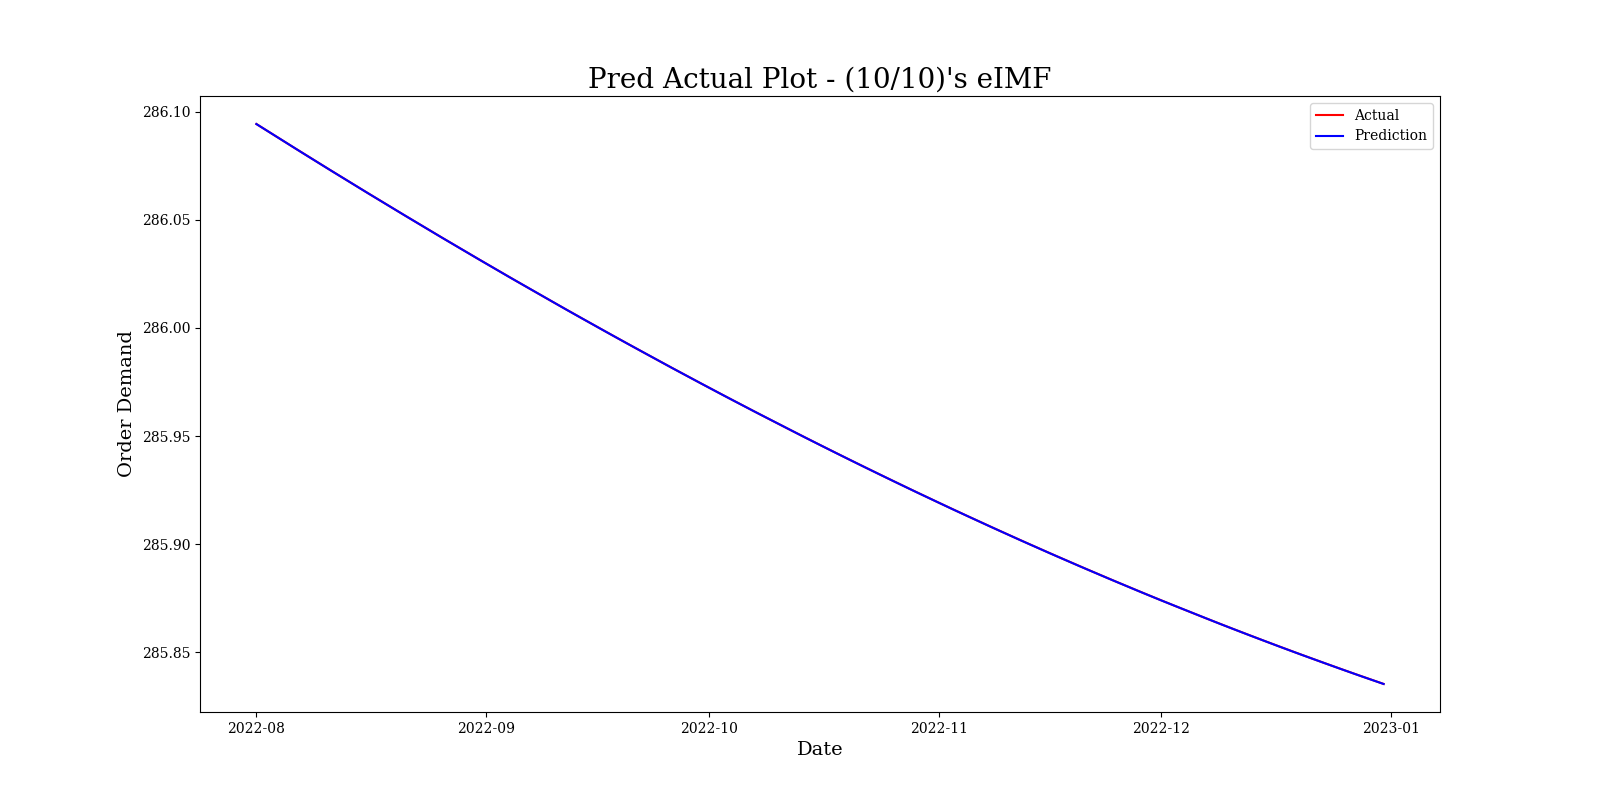 Pred Actual Plot - (10/10)'s eIMF
Actual
Prediction
286.10
286.05
286.00
285.95
285.90
285.85
Order Demand
2022-08 2022-09 2022-10 2022-11 2022-12 2023-01
Date